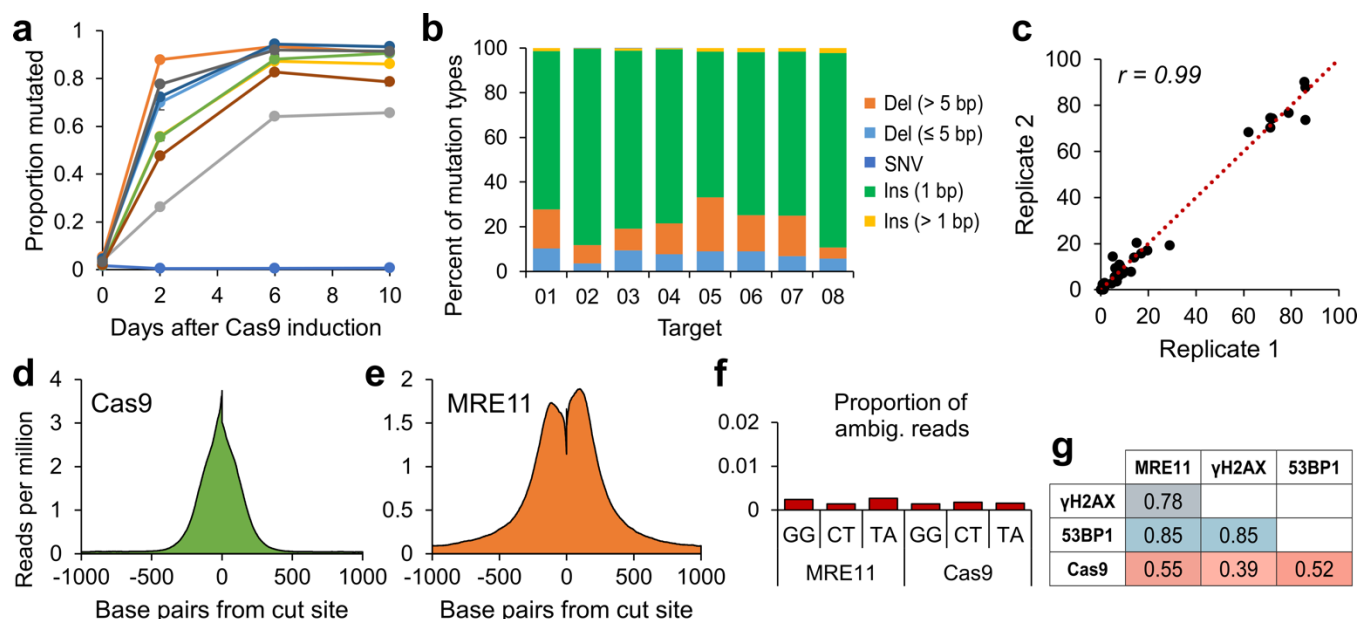 a
1
0.8
0.6
0.4
0.2
0
Proportion mutated
0
2
4
6
8
10
Days after Cas9 induction
b
100
80
60
40
20
0
Percent of mutation types
01 02 03 04 05 06 07 08
Target
Del (> 5 bp)
Del (≤ 5 bp)
SNV
Ins (1 bp)
Ins (> 1 bp)
c
r = 0.99
100
80
60
40
20
0
Replicate 2
0 20 40 60 80 100
Replicate 1
d
Cas9
4
3
2
1
0
Reads per million
-1000 -500 0 500 1000
Base pairs from cut site
e
MRE11
2
1.5
1
0.5
0
-1000 -500 0 500 1000
Base pairs from cut site
f
Proportion of
ambig. reads
0.02
0.01
0
GG CT TA GG CT TA
MRE11 Cas9
g
MRE11 γH2AX 53BP1
γH2AX 0.78
53BP1 0.85 0.85
Cas9 0.55 0.39 0.52